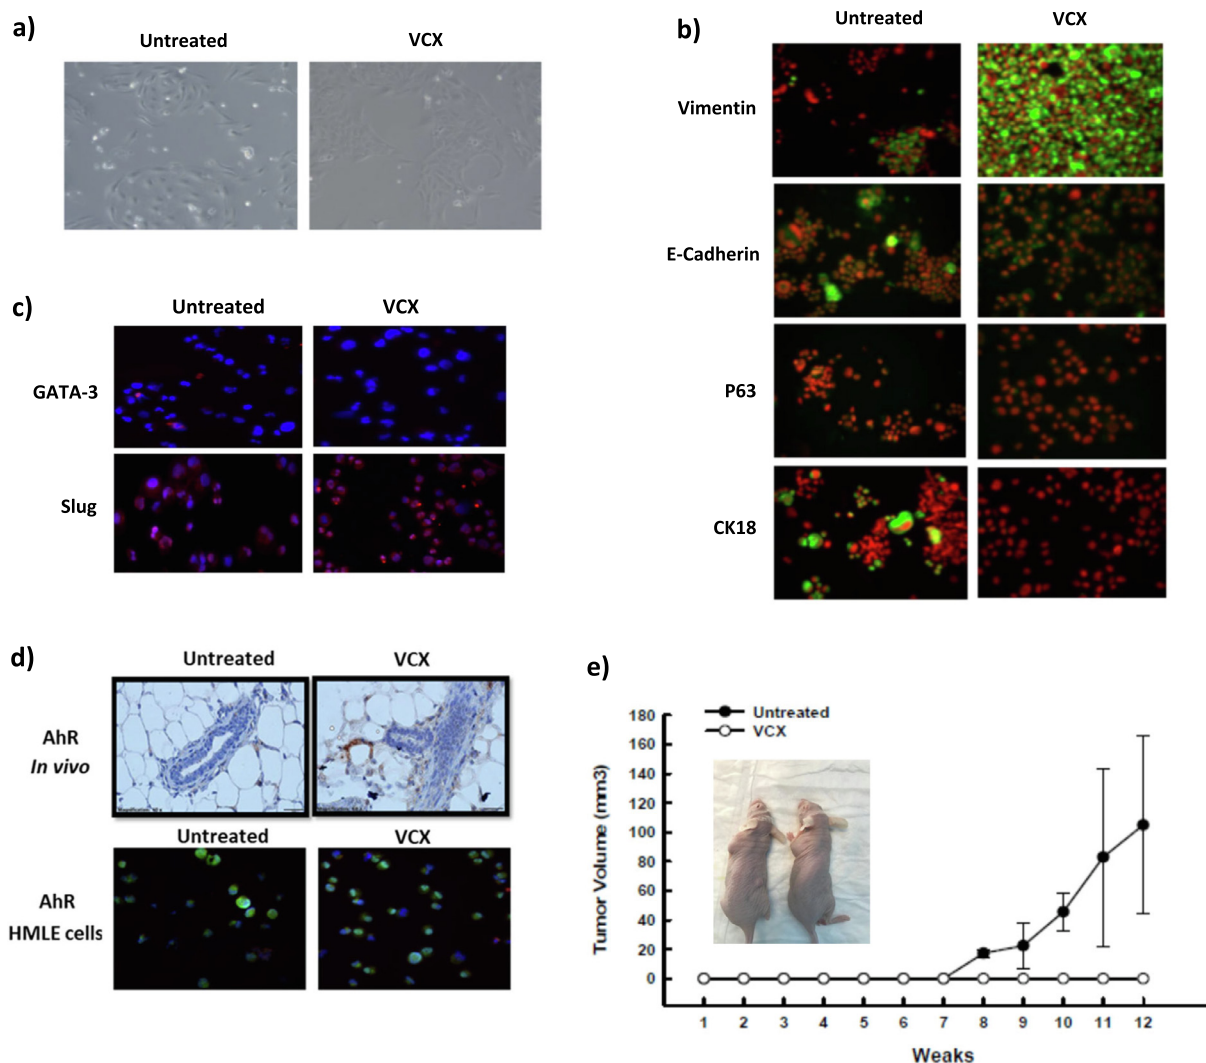 a)
Untreated
VCX
b)
Untreated
VCX
Vimentin
E-Cadherin
P63
CK18
c)
Untreated
VCX
GATA-3
Slug
d)
Untreated
VCX
AhR
In vivo
Untreated
VCX
AhR
HMLE cells
e)
Untreated
VCX
Tumor Volume (mm3)
180
160
140
120
100
80
60
40
20
0
1 2 3 4 5 6 7 8 9 10 11 12
Weaks